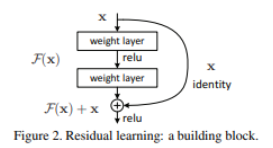 x
weight layer
relu
F(x)
weight layer
x
identity
F(x) + x
relu
Figure 2. Residual learning: a building block.